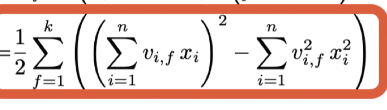 = \frac{1}{2} \sum_{f=1}^{k} \left( \left( \sum_{i=1}^{n} v_{i,f} x_i \right)^2 - \sum_{i=1}^{n} v_{i,f}^2 x_i^2 \right)